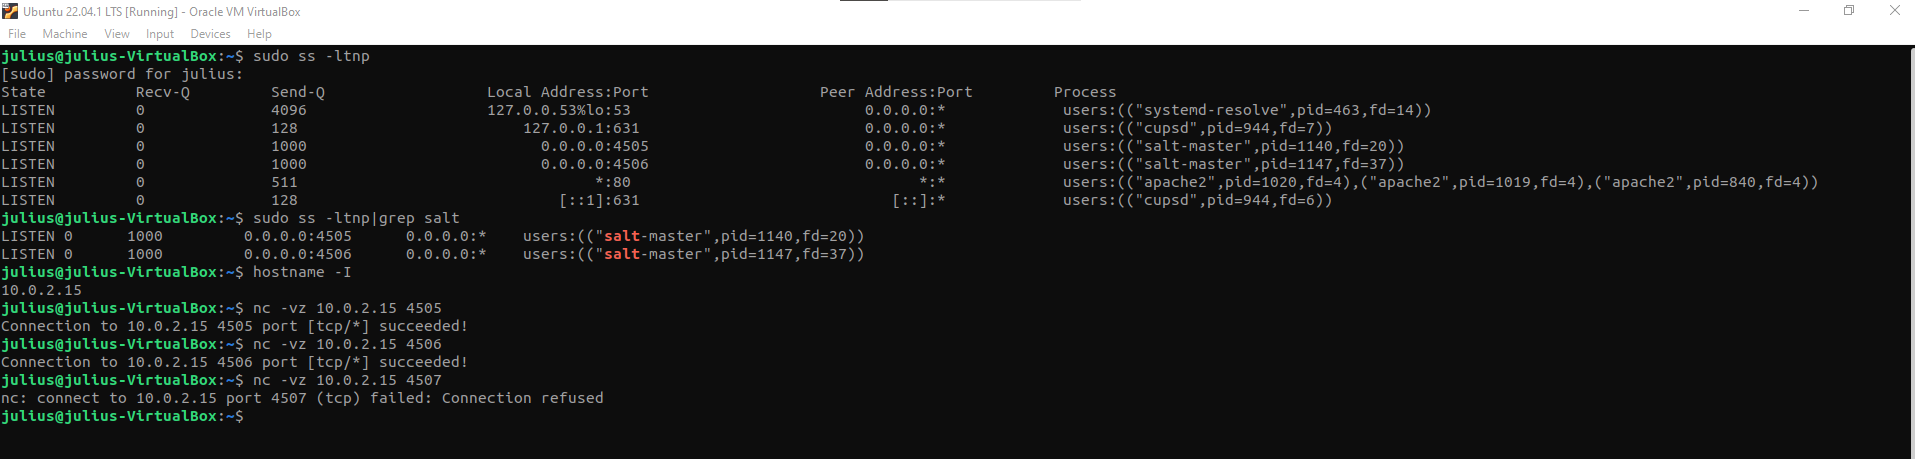 Ubuntu 22.04.1 LTS [Running] - Oracle VM VirtualBox
File Machine View Input Devices Help
julius@julius-VirtualBox:~$ sudo ss -ltnp
[sudo] password for julius:
State Recv-Q Send-Q Local Address:Port Peer Address:Port Process
LISTEN 0 4096 127.0.0.53%lo:53 0.0.0.0:* users:(("systemd-resolve",pid=463,fd=14))
LISTEN 0 128 127.0.0.1:631 0.0.0.0:* users:(("cupsd",pid=944,fd=7))
LISTEN 0 1000 0.0.0.0:4505 0.0.0.0:* users:(("salt-master",pid=1140,fd=20))
LISTEN 0 1000 0.0.0.0:4506 0.0.0.0:* users:(("salt-master",pid=1147,fd=37))
LISTEN 0 511 *:80 *:* users:(("apache2",pid=1020,fd=4),("apache2",pid=1019,fd=4),("apache2",pid=840,fd=4))
LISTEN 0 128 [::1]:631 [::]:* users:(("cupsd",pid=944,fd=6))
julius@julius-VirtualBox:~$ sudo ss -ltnp|grep salt
LISTEN 0 1000 0.0.0.0:4505 0.0.0.0:* users:(("salt-master",pid=1140,fd=20))
LISTEN 0 1000 0.0.0.0:4506 0.0.0.0:* users:(("salt-master",pid=1147,fd=37))
julius@julius-VirtualBox:~$ hostname -I
10.0.2.15
julius@julius-VirtualBox:~$ nc -vz 10.0.2.15 4505
Connection to 10.0.2.15 4505 port [tcp/*] succeeded!
julius@julius-VirtualBox:~$ nc -vz 10.0.2.15 4506
Connection to 10.0.2.15 4506 port [tcp/*] succeeded!
julius@julius-VirtualBox:~$ nc -vz 10.0.2.15 4507
nc: connect to 10.0.2.15 port 4507 (tcp) failed: Connection refused
julius@julius-VirtualBox:~$